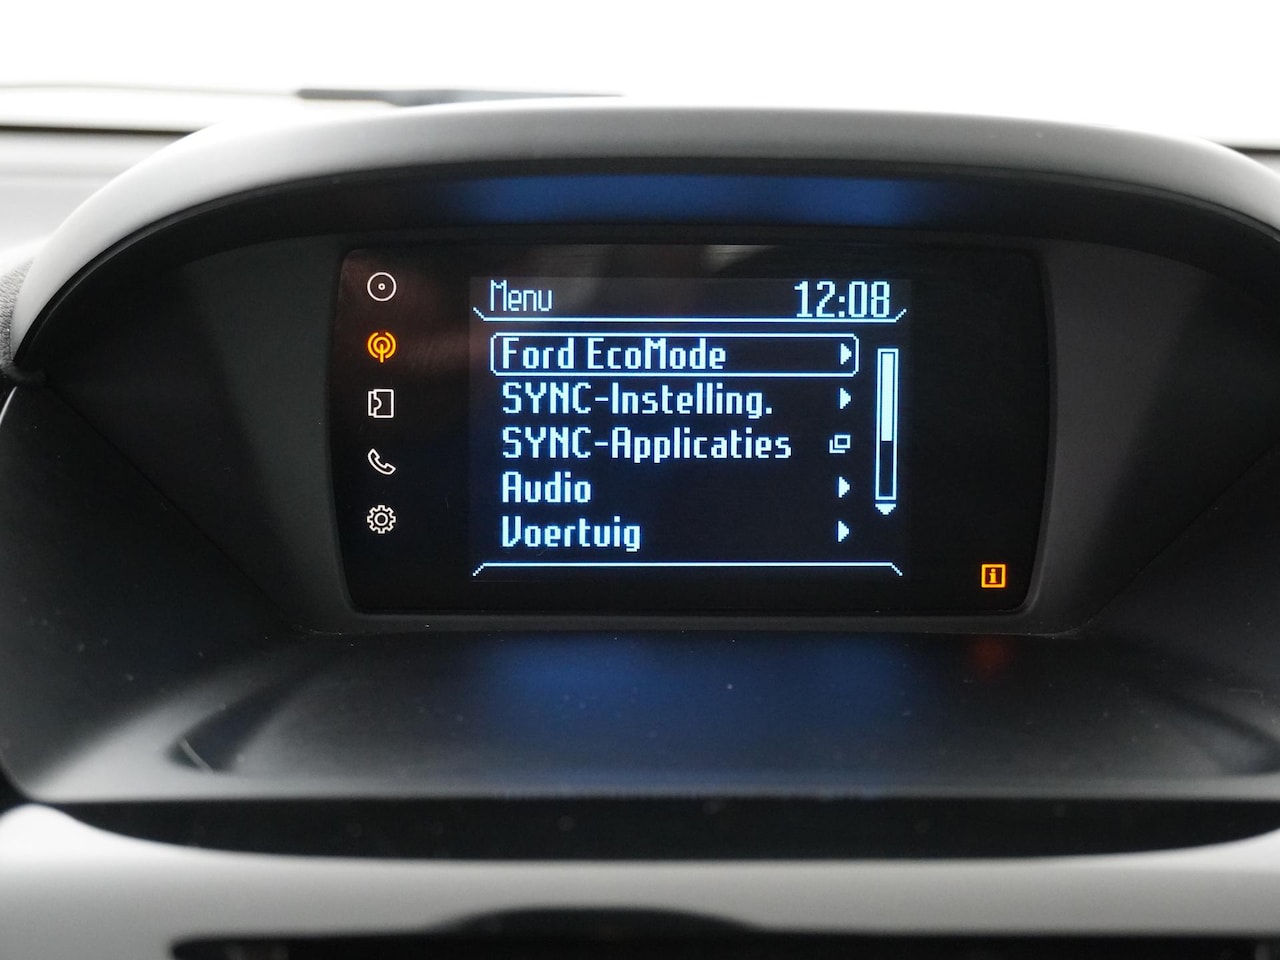 Menu 12:08
Ford EcoMode
SYNC-Instelling.
SYNC-Applicaties
Audio
Voertuig
i